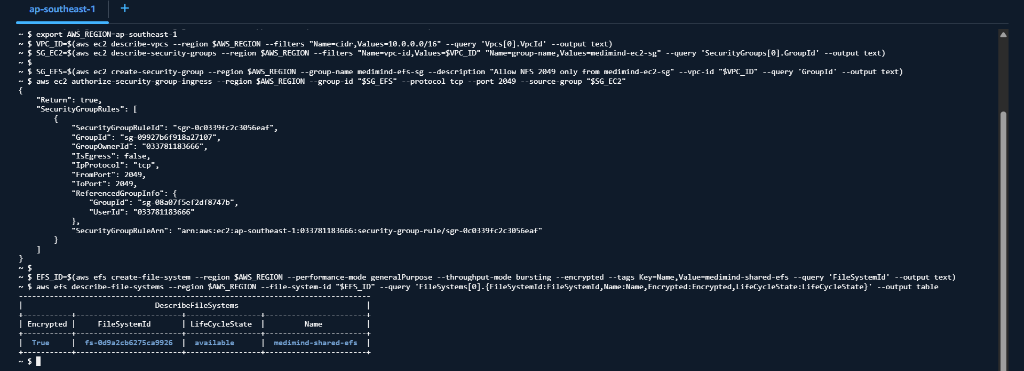 ap-southeast-1 +
~ $ export AWS_REGION=ap-southeast-1
~ $ VPC_ID=$(aws ec2 describe-vpcs --region $AWS_REGION --filters "Name=cidr,Values=10.0.0.0/16" --query 'Vpcs[0].VpcId' --output text)
~ $ SG_EC2=$(aws ec2 describe-security-groups --region $AWS_REGION --filters "Name=vpc-id,Values=$VPC_ID" "Name=group-name,Values=medimind-ec2-sg" --query 'SecurityGroups[0].GroupId' --output text)
~ $
~ $ SG_EFS=$(aws ec2 create-security-group --region $AWS_REGION --group-name medimind-efs-sg --description "Allow NFS 2049 only from medimind-ec2-sg" --vpc-id "$VPC_ID" --query 'GroupId' --output text)
~ $ aws ec2 authorize-security-group-ingress --region $AWS_REGION --group-id "$SG_EFS" --protocol tcp --port 2049 --source-group "$SG_EC2"
{
    "Return": true,
    "SecurityGroupRules": [
        {
            "SecurityGroupRuleId": "sgr-0c0339fc2c3056eaf",
            "GroupId": "sg-09927b6f918a27107",
            "GroupOwnerId": "033781183666",
            "IsEgress": false,
            "IpProtocol": "tcp",
            "FromPort": 2049,
            "ToPort": 2049,
            "ReferencedGroupInfo": {
                "GroupId": "sg-08a07f5ef2df8747b",
                "UserId": "033781183666"
            },
            "SecurityGroupRuleArn": "arn:aws:ec2:ap-southeast-1:033781183666:security-group-rule/sgr-0c0339fc2c3056eaf"
        }
    ]
}
~ $
~ $ EFS_ID=$(aws efs create-file-system --region $AWS_REGION --performance-mode generalPurpose --throughput-mode bursting --encrypted --tags Key=Name,Value=medimind-shared-efs --query 'FileSystemId' --output text)
~ $ aws efs describe-file-systems --region $AWS_REGION --file-system-id "$EFS_ID" --query 'FileSystems[0].{FileSystemId:FileSystemId,Name:Name,Encrypted:Encrypted,LifeCycleState:LifeCycleState}' --output table
| DescribeFileSystems |
| Encrypted | FileSystemId | LifeCycleState | Name |
| True | fs-0d9a2cb6275ca9926 | available | medimind-shared-efs |
~ $